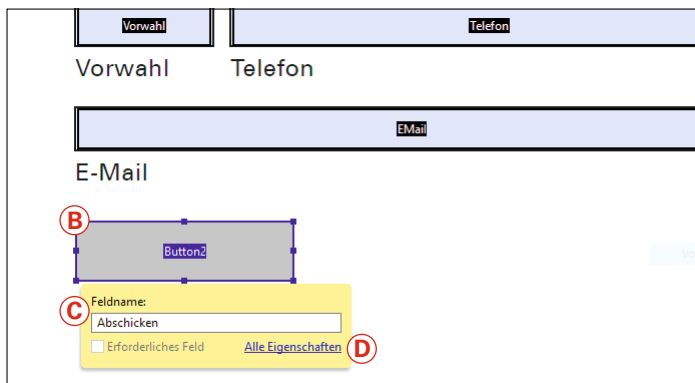 Vorwahl Telefon
Vorwahl Telefon
EMail
E-Mail
B
Button2
C Feldname:
Abschicken
Erforderliches Feld Alle Eigenschaften D